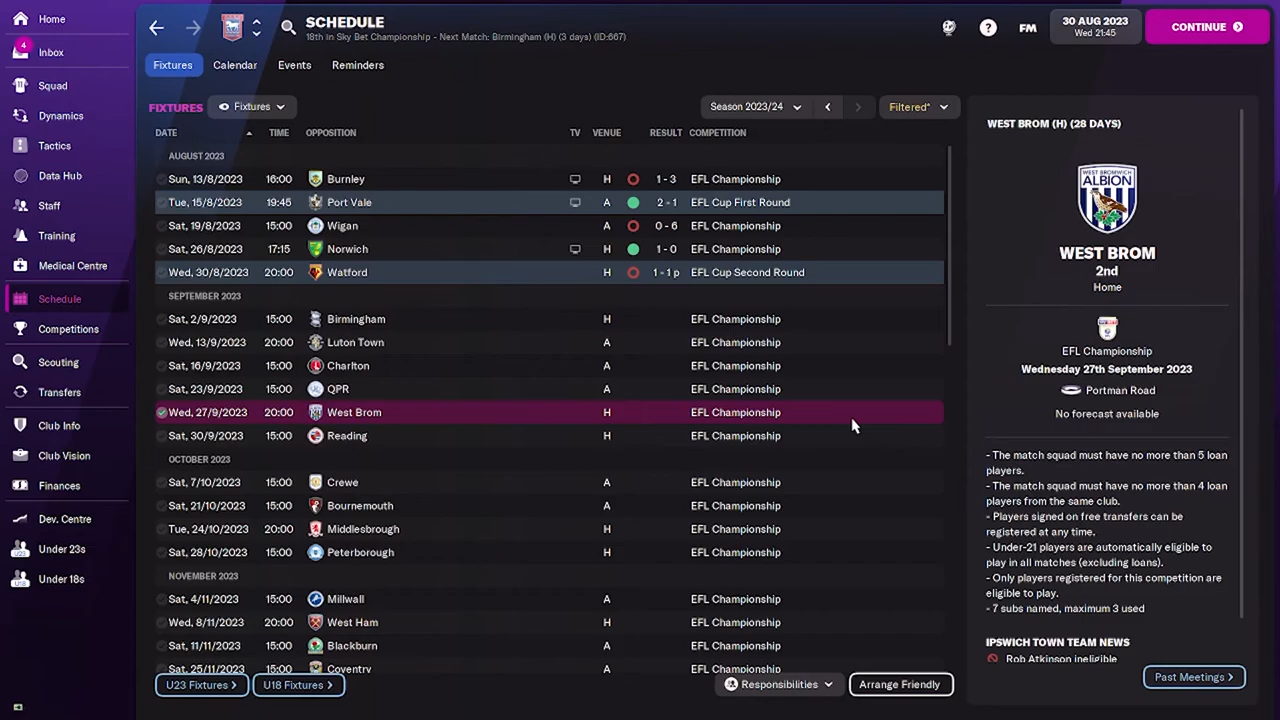 Home
4
Inbox
Squad
Dynamics
Tactics
Data Hub
Staff
Training
Medical Centre
Schedule
Competitions
Scouting
Transfers
Club Info
Club Vision
Finances
Dev. Centre
Under 23s
Under 18s
SCHEDULE
18th in Sky Bet Championship - Next Match: Birmingham (H) (3 days) (ID:667)
? FM
30 AUG 2023
Wed 21:45
CONTINUE
Fixtures Calendar Events Reminders
FIXTURES Fixtures Season 2023/24 Filtered*
DATE TIME OPPOSITION TV VENUE RESULT COMPETITION
AUGUST 2023
Sun, 13/8/2023 16:00 Burnley H 1 - 3 EFL Championship
Tue, 15/8/2023 19:45 Port Vale A 2 - 1 EFL Cup First Round
Sat, 19/8/2023 15:00 Wigan A 0 - 6 EFL Championship
Sat, 26/8/2023 17:15 Norwich H 1 - 0 EFL Championship
Wed, 30/8/2023 20:00 Watford H 1 - 1 p EFL Cup Second Round
SEPTEMBER 2023
Sat, 2/9/2023 15:00 Birmingham H EFL Championship
Wed, 13/9/2023 20:00 Luton Town A EFL Championship
Sat, 16/9/2023 15:00 Charlton A EFL Championship
Sat, 23/9/2023 15:00 QPR A EFL Championship
Wed, 27/9/2023 20:00 West Brom H EFL Championship
Sat, 30/9/2023 15:00 Reading H EFL Championship
OCTOBER 2023
Sat, 7/10/2023 15:00 Crewe A EFL Championship
Sat, 21/10/2023 15:00 Bournemouth A EFL Championship
Tue, 24/10/2023 20:00 Middlesbrough H EFL Championship
Sat, 28/10/2023 15:00 Peterborough H EFL Championship
NOVEMBER 2023
Sat, 4/11/2023 15:00 Millwall A EFL Championship
Wed, 8/11/2023 20:00 West Ham H EFL Championship
Sat, 11/11/2023 15:00 Blackburn A EFL Championship
Sat, 25/11/2023 15:00 Coventry A EFL Championship
U23 Fixtures > U18 Fixtures > Responsibilities Arrange Friendly
WEST BROM (H) (28 DAYS)
WEST BROMWICH
ALBION
WEST BROM
2nd
Home
EFL Championship
Wednesday 27th September 2023
Portman Road
No forecast available
- The match squad must have no more than 5 loan
players.
- The match squad must have no more than 4 loan
players from the same club.
- Players signed on free transfers can be
registered at any time.
- Under-21 players are automatically eligible to
play in all matches (excluding loans).
- Only players registered for this competition are
eligible to play.
- 7 subs named, maximum 3 used
IPSWICH TOWN TEAM NEWS
Rob Atkinson ineligible
Past Meetings >